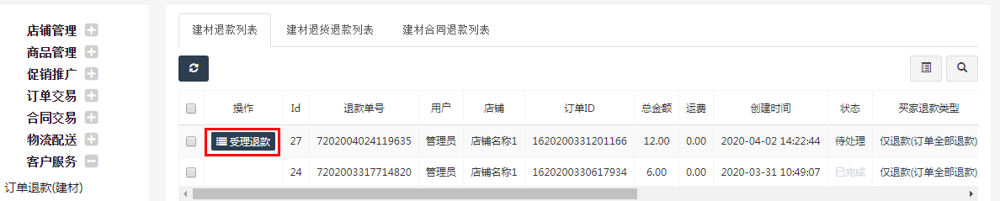 店铺管理
商品管理
促销推广
订单交易
合同交易
物流配送
客户服务
订单退款(建材)
建材退款列表 建材退货退款列表 建材合同退款列表
操作 Id 退款单号 用户 店铺 订单ID 总金额 运费 创建时间 状态 买家退款类型
受理退款 27 7202004024119635 管理员 店铺名称1 1620200331201166 12.00 0.00 2020-04-02 14:22:44 待处理 仅退款(订单全部退款)
24 7202003317714820 管理员 店铺名称1 1620200330617934 6.00 0.00 2020-03-31 10:49:07 已完成 仅退款(订单全部退款)